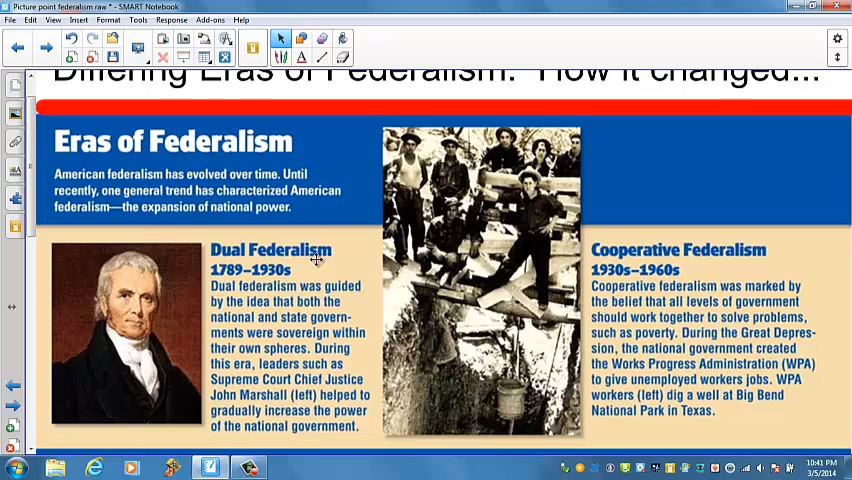 Picture point federalism raw * - SMART Notebook
File Edit View Insert Format Tools Response Add-ons Help
Differing Eras of Federalism: How it changed...
Eras of Federalism
American federalism has evolved over time. Until
recently, one general trend has characterized American
federalism—the expansion of national power.
Dual Federalism
1789–1930s
Dual federalism was guided
by the idea that both the
national and state govern-
ments were sovereign within
their own spheres. During
this era, leaders such as
Supreme Court Chief Justice
John Marshall (left) helped to
gradually increase the power
of the national government.
Cooperative Federalism
1930s–1960s
Cooperative federalism was marked by
the belief that all levels of government
should work together to solve problems,
such as poverty. During the Great Depres-
sion, the national government created
the Works Progress Administration (WPA)
to give unemployed workers jobs. WPA
workers (left) dig a well at Big Bend
National Park in Texas.
10:41 PM
3/5/2014